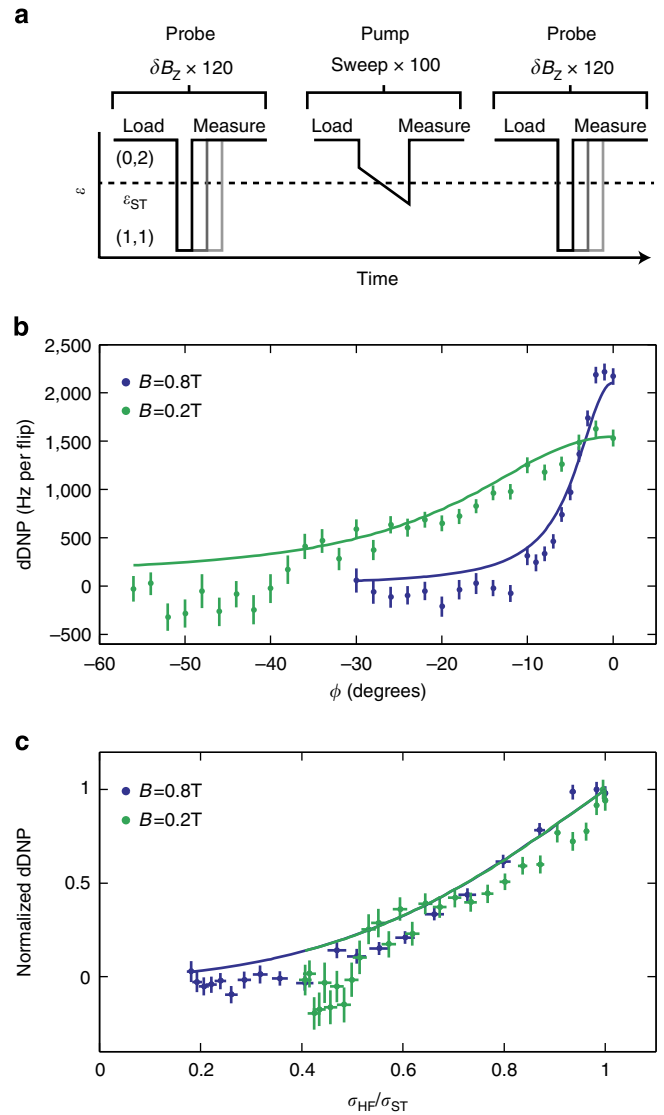 a
Probe Pump Probe
δB_Z × 120 Sweep × 100 δB_Z × 120
Load Measure Load Measure Load Measure
(0,2)
ε
ε_ST
(1,1)
Time
b
2,500
2,000
1,500
1,000
500
0
−500
dDNP (Hz per flip)
B=0.8T
B=0.2T
−60 −50 −40 −30 −20 −10 0
ϕ (degrees)
c
1
0.5
0
Normalized dDNP
B=0.8T
B=0.2T
0 0.2 0.4 0.6 0.8 1
σ_HF/σ_ST